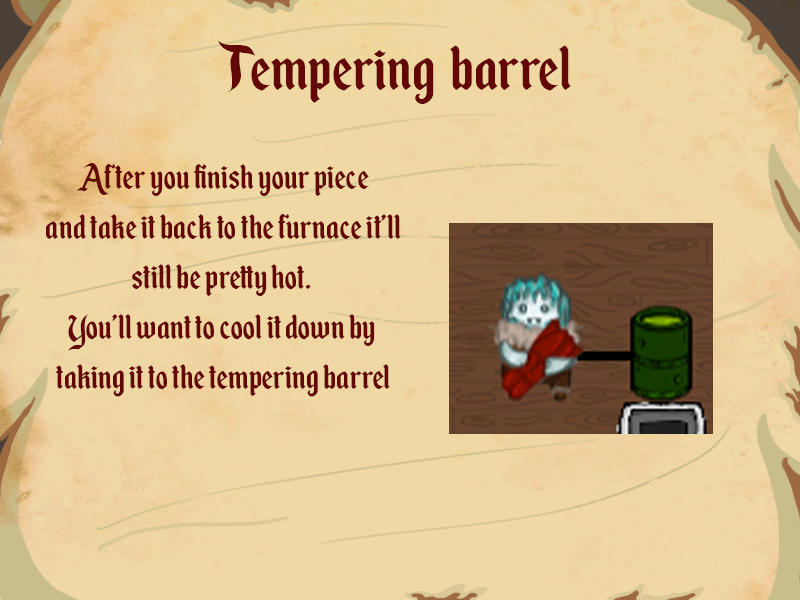 Tempering barrel
After you finish your piece
and take it back to the furnace it'll
still be pretty hot.
You'll want to cool it down by
taking it to the tempering barrel